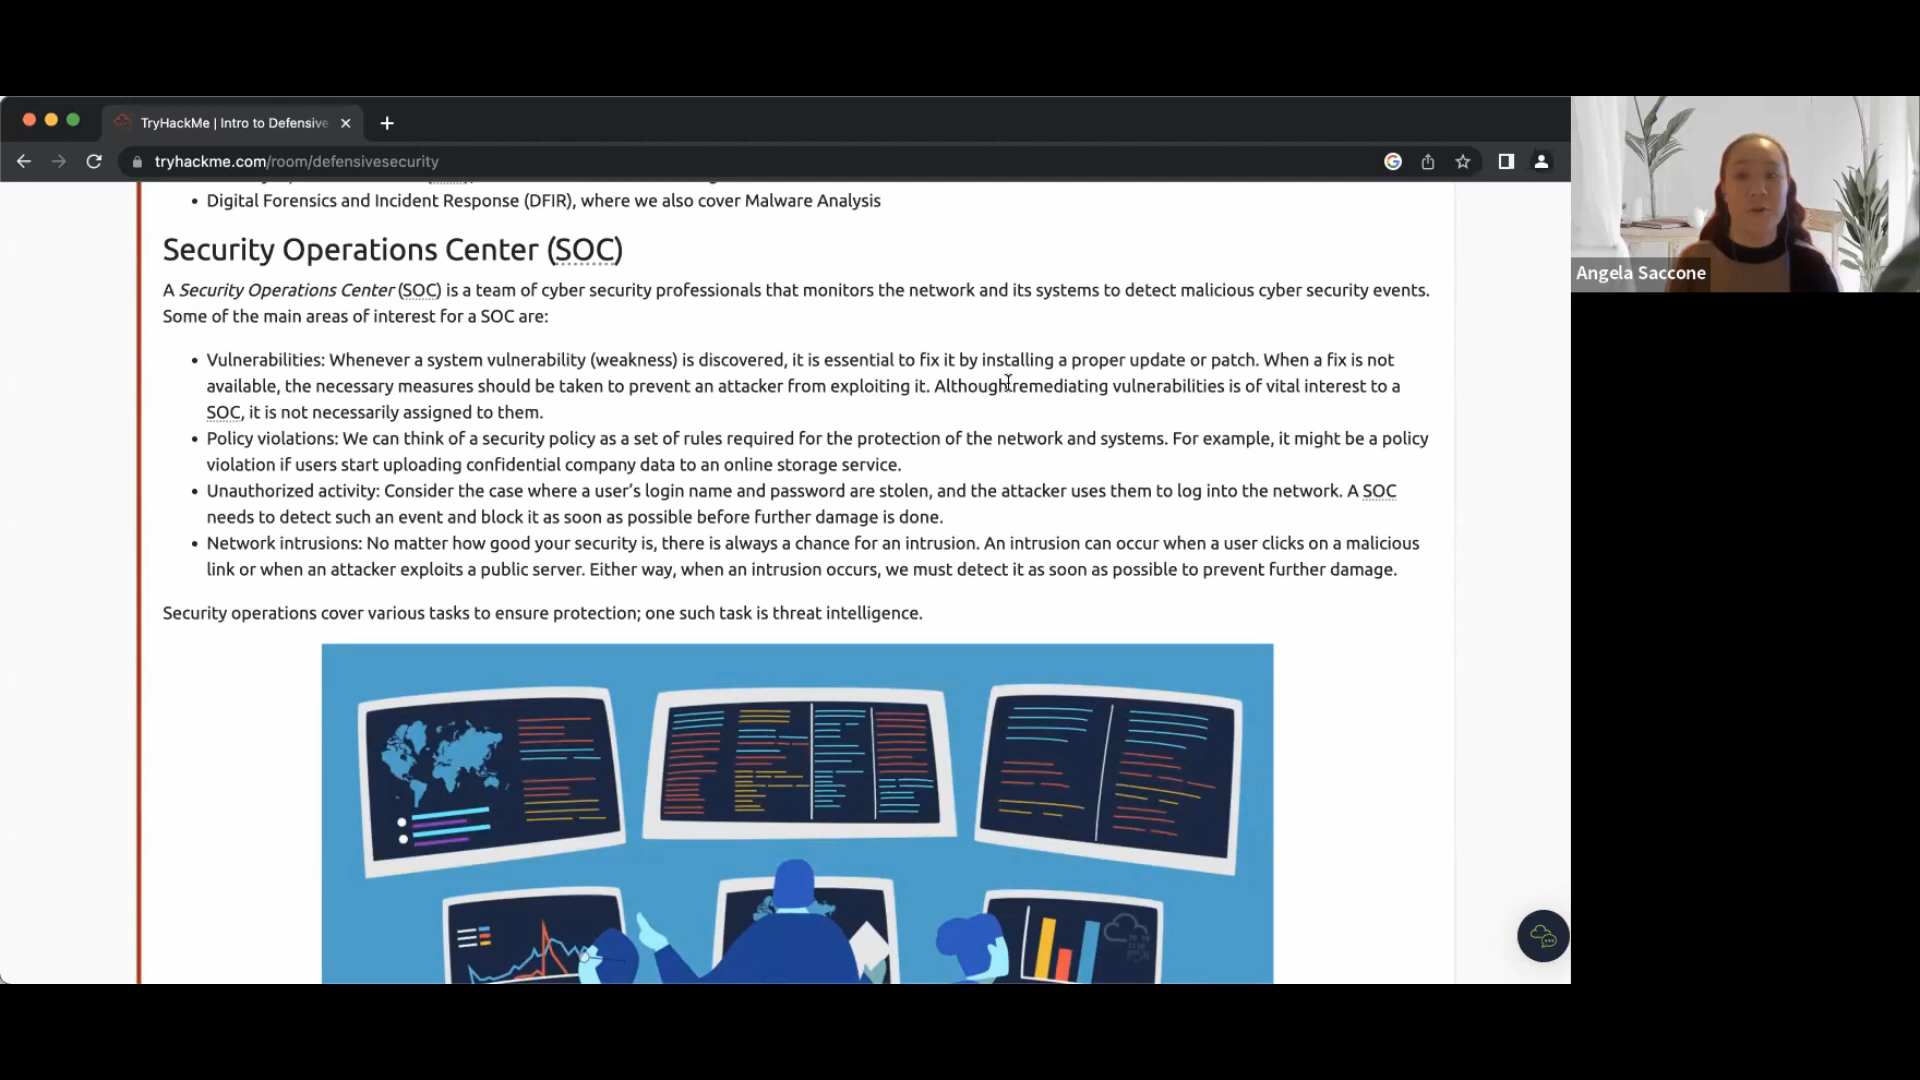 TryHackMe | Intro to Defensive
tryhackme.com/room/defensivesecurity
• Digital Forensics and Incident Response (DFIR), where we also cover Malware Analysis
Security Operations Center (SOC)
A Security Operations Center (SOC) is a team of cyber security professionals that monitors the network and its systems to detect malicious cyber security events.
Some of the main areas of interest for a SOC are:
• Vulnerabilities: Whenever a system vulnerability (weakness) is discovered, it is essential to fix it by installing a proper update or patch. When a fix is not
available, the necessary measures should be taken to prevent an attacker from exploiting it. Although remediating vulnerabilities is of vital interest to a
SOC, it is not necessarily assigned to them.
• Policy violations: We can think of a security policy as a set of rules required for the protection of the network and systems. For example, it might be a policy
violation if users start uploading confidential company data to an online storage service.
• Unauthorized activity: Consider the case where a user’s login name and password are stolen, and the attacker uses them to log into the network. A SOC
needs to detect such an event and block it as soon as possible before further damage is done.
• Network intrusions: No matter how good your security is, there is always a chance for an intrusion. An intrusion can occur when a user clicks on a malicious
link or when an attacker exploits a public server. Either way, when an intrusion occurs, we must detect it as soon as possible to prevent further damage.
Security operations cover various tasks to ensure protection; one such task is threat intelligence.
Angela Saccone